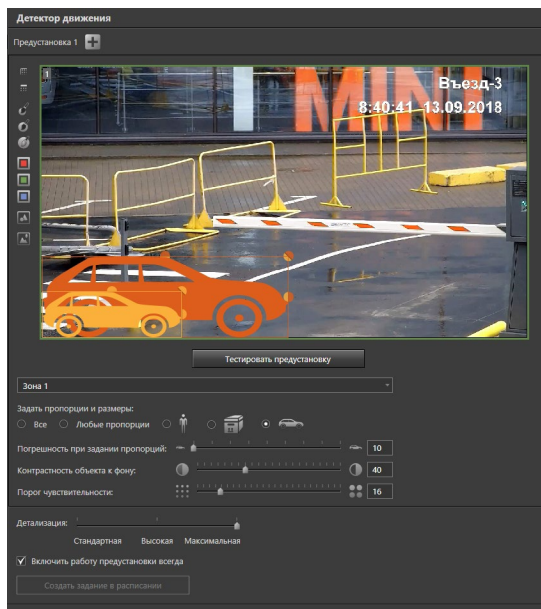 Детектор движения
Предустановка 1
1
MINI
Въезд-3
8:40:41 13.09.2018
Тестировать предустановку
Зона 1
Задать пропорции и размеры:
Все Любые пропорции
Погрешность при задании пропорций: 10
Контрастность объекта к фону: 40
Порог чувствительности: 16
Детализация:
Стандартная Высокая Максимальная
Включить работу предустановки всегда
Создать задание в расписании